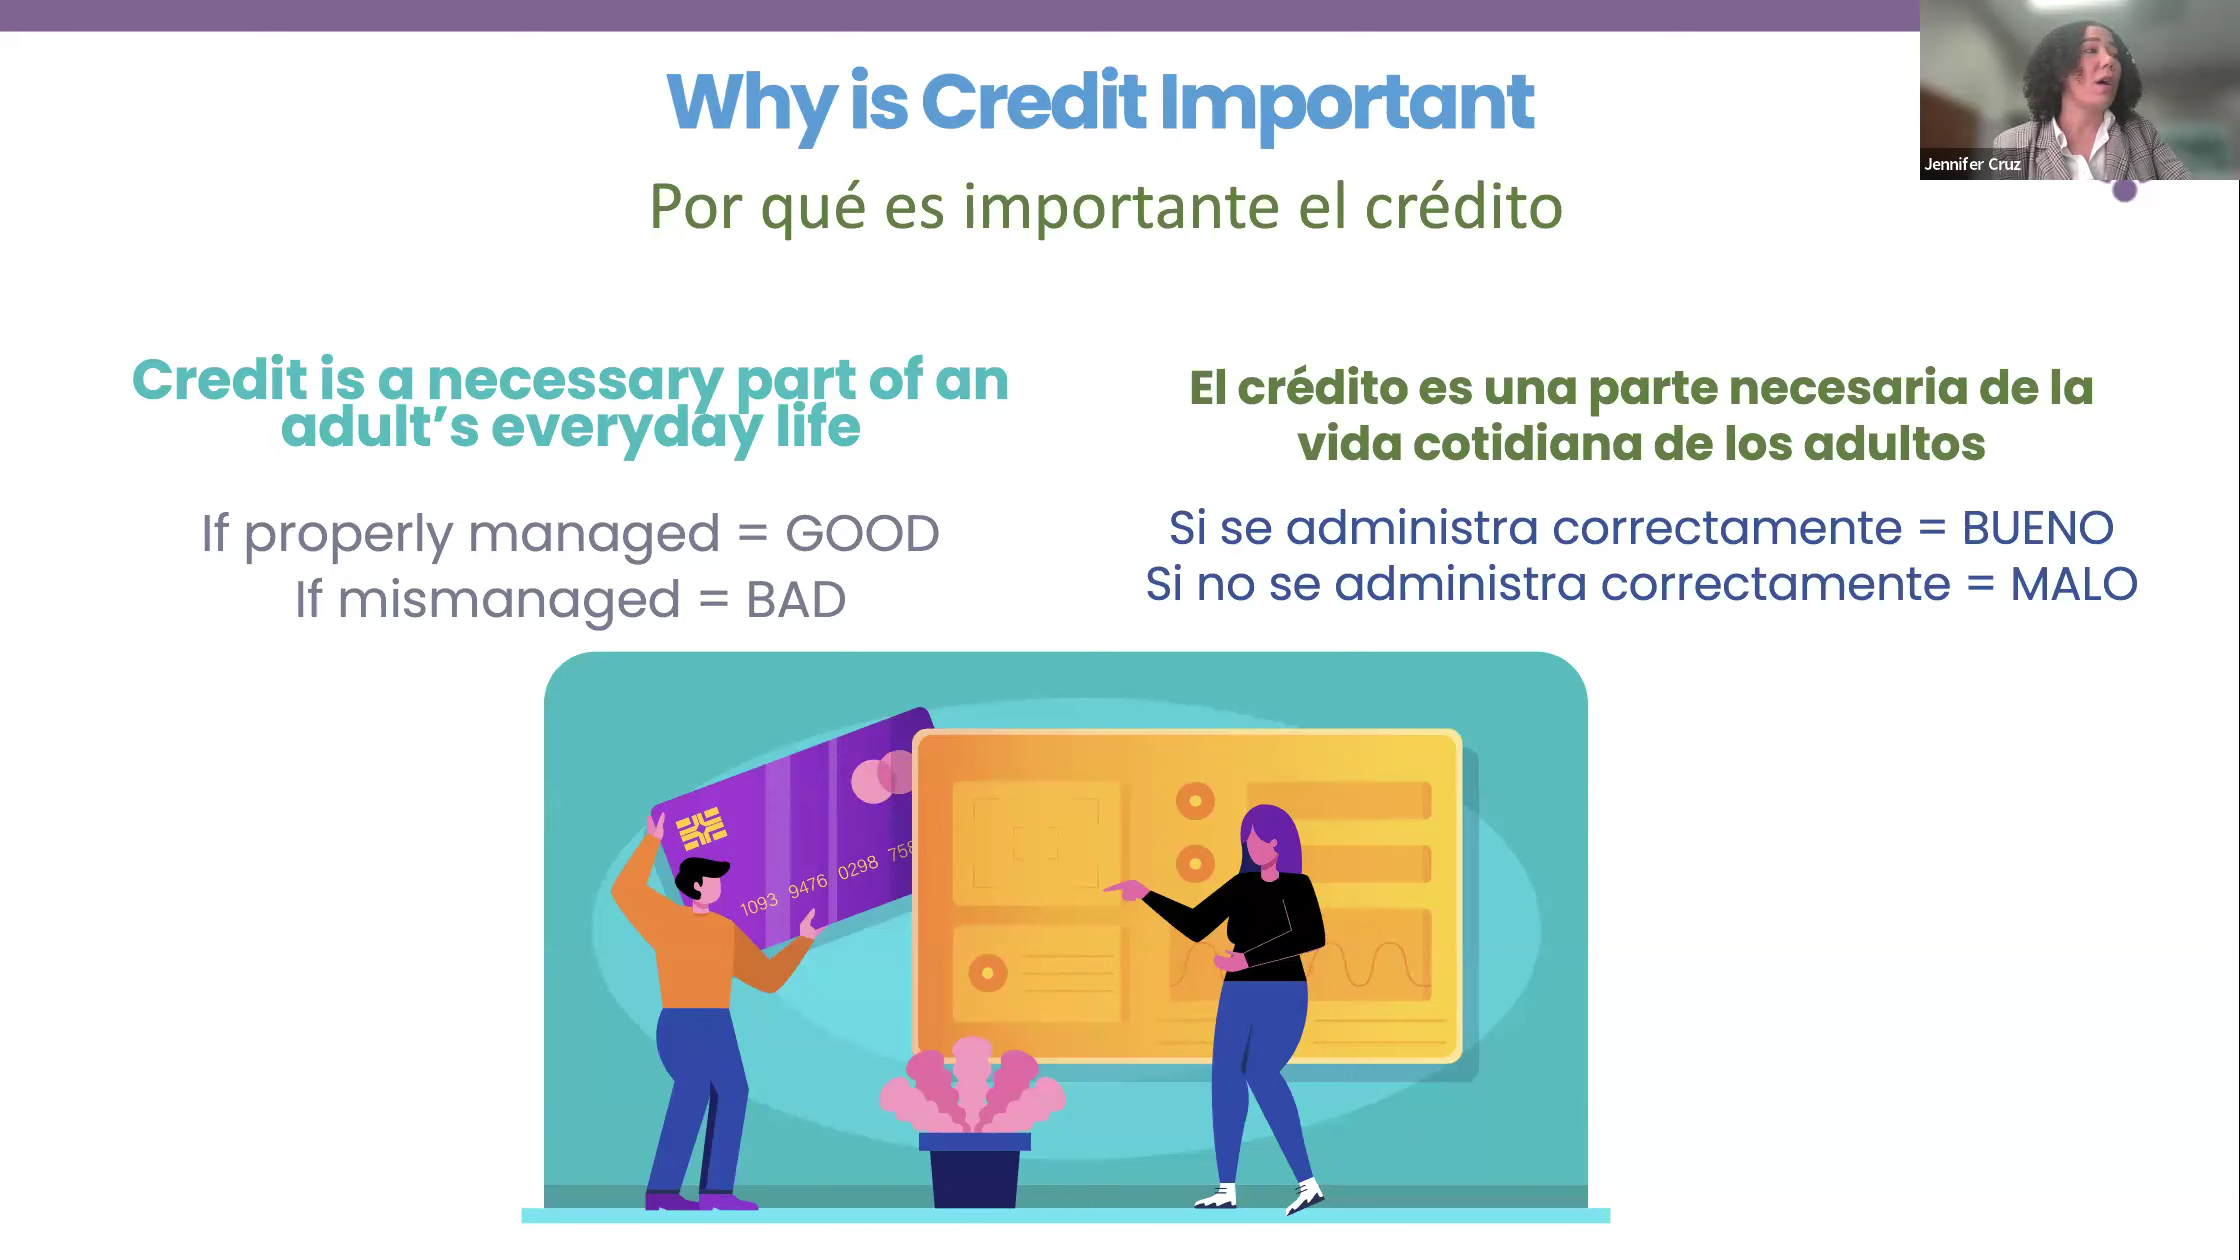 Why is Credit Important
Jennifer Cruz
Por qué es importante el crédito
Credit is a necessary part of an
adult’s everyday life
If properly managed = GOOD
If mismanaged = BAD
El crédito es una parte necesaria de la
vida cotidiana de los adultos
Si se administra correctamente = BUENO
Si no se administra correctamente = MALO
1093 9476 0298 758